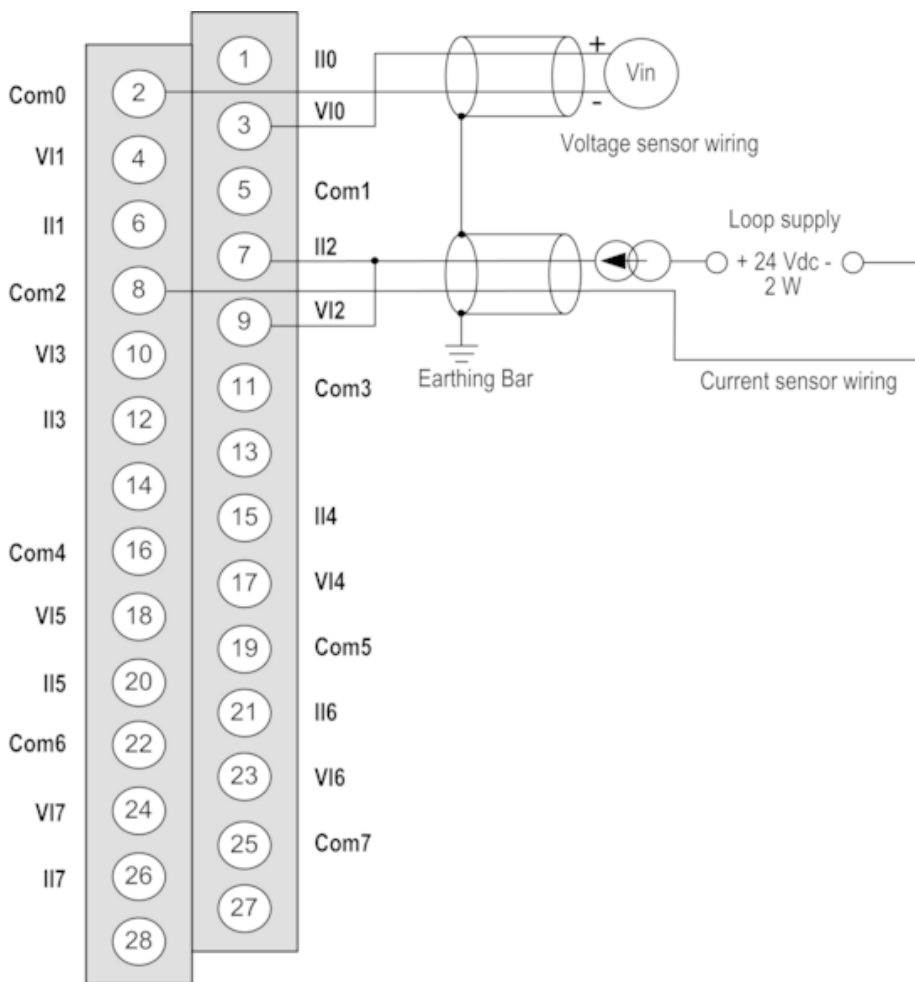 1 II0
+
Vin
Com0 2
-
3 VI0
Voltage sensor wiring
VI1 4
5 Com1
II1 6
7 II2
Loop supply
+ 24 Vdc -
2 W
Com2 8
9 VI2
VI3 10
Earthing Bar
Current sensor wiring
11 Com3
II3 12
13
14
15 II4
Com4 16
17 VI4
VI5 18
19 Com5
II5 20
21 II6
Com6 22
23 VI6
VI7 24
25 Com7
II7 26
27
28